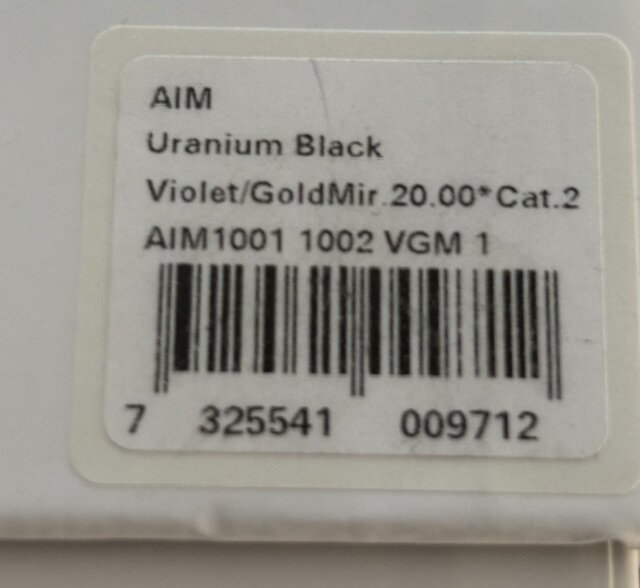 AIM
Uranium Black
Violet/GoldMir.20.00*Cat.2
AIM1001 1002 VGM 1
7 325541 009712